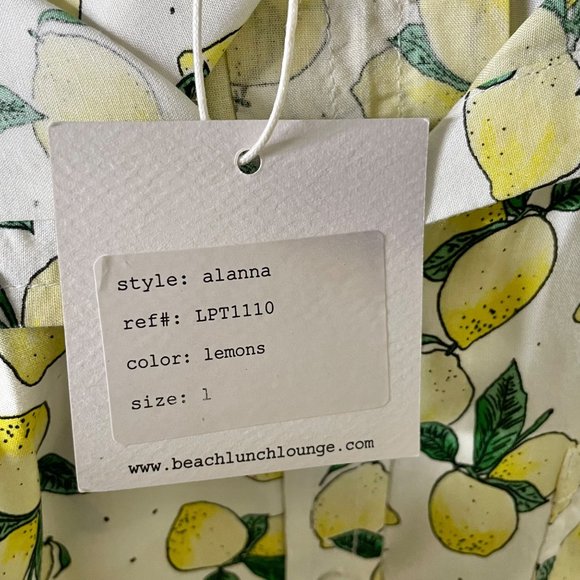 style: alanna
ref#: LPT1110
color: lemons
size: l
www.beachlunchlounge.com